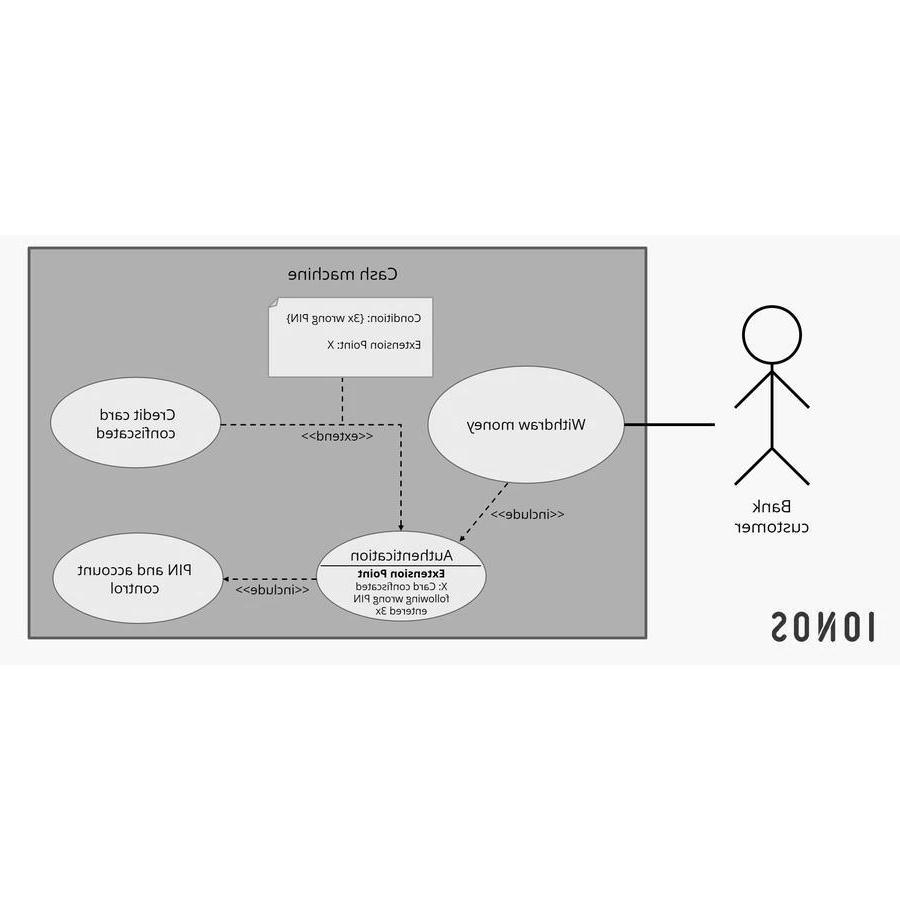 Cash machine
Condition: {3x wrong PIN}
Extension Point: X
Credit card
confiscated
<<extend>>
Withdraw money
<<include>>
Bank
customer
Authentication
Extension Point
X: Card confiscated
following wrong PIN
entered 3x
PIN and account
control
<<include>>
IONOS